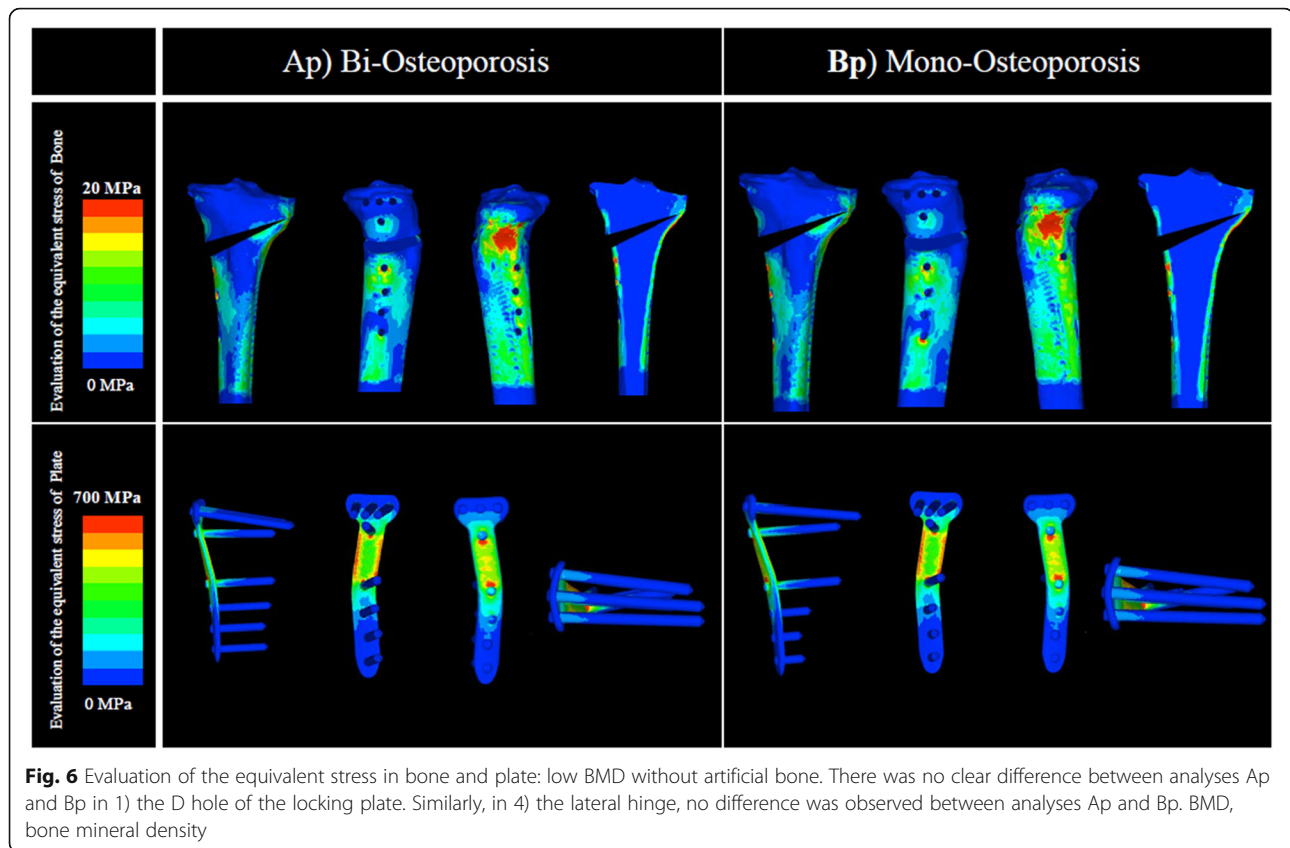 Ap) Bi-Osteoporosis
Bp) Mono-Osteoporosis
Evaluation of the equivalent stress of Bone
20 MPa
0 MPa
Evaluation of the equivalent stress of Plate
700 MPa
0 MPa
Fig. 6 Evaluation of the equivalent stress in bone and plate: low BMD without artificial bone. There was no clear difference between analyses Ap
and Bp in 1) the D hole of the locking plate. Similarly, in 4) the lateral hinge, no difference was observed between analyses Ap and Bp. BMD,
bone mineral density